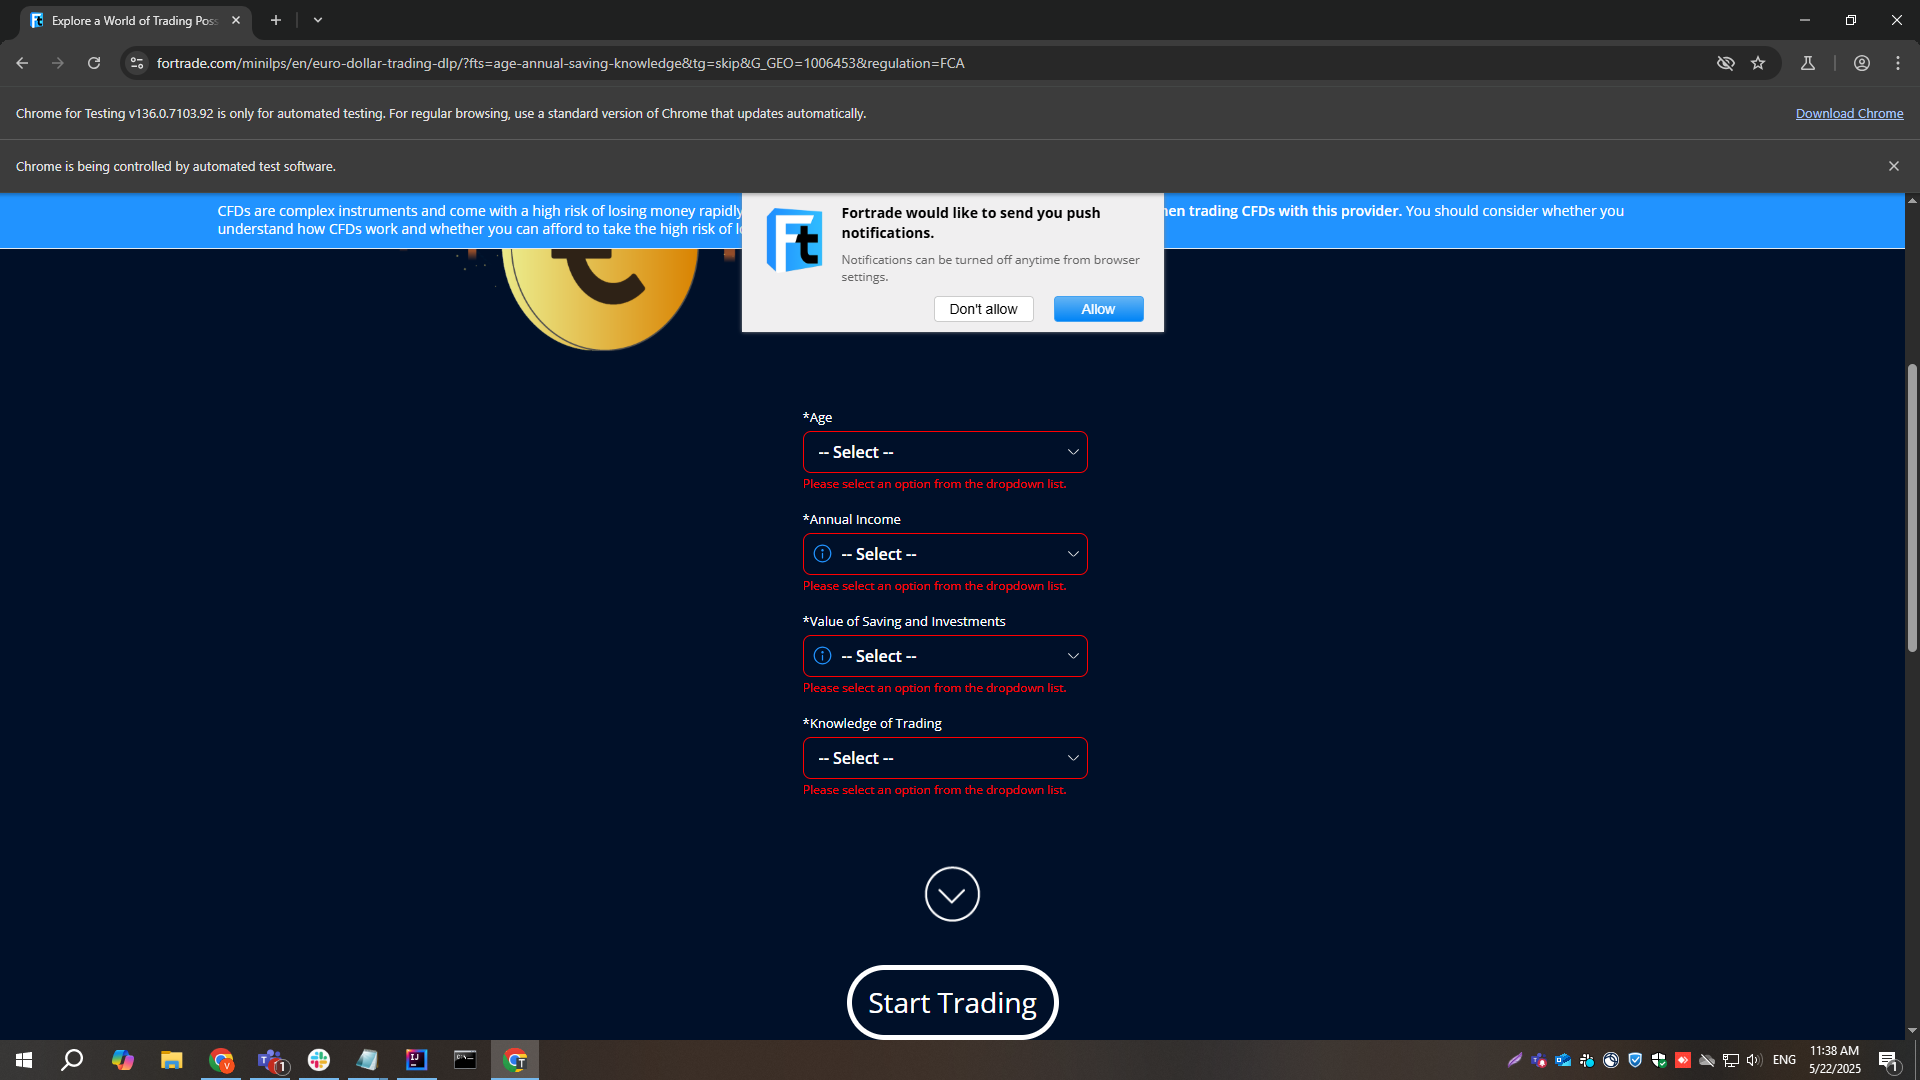 Explore a World of Trading Poss
fortrade.com/minilps/en/euro-dollar-trading-dlp/?fts=age-annual-saving-knowledge&tg=skip&G_GEO=1006453&regulation=FCA
Chrome for Testing v136.0.7103.92 is only for automated testing. For regular browsing, use a standard version of Chrome that updates automatically.
Download Chrome
Chrome is being controlled by automated test software.
CFDs are complex instruments and come with a high risk of losing money rapidly
hen trading CFDs with this provider. You should consider whether you
understand how CFDs work and whether you can afford to take the high risk of l
Ft
Fortrade would like to send you push
notifications.
Notifications can be turned off anytime from browser
settings.
Don't allow
Allow
*Age
-- Select --
Please select an option from the dropdown list.
*Annual Income
-- Select --
Please select an option from the dropdown list.
*Value of Saving and Investments
-- Select --
Please select an option from the dropdown list.
*Knowledge of Trading
-- Select --
Please select an option from the dropdown list.
Start Trading
ENG
11:38 AM
5/22/2025